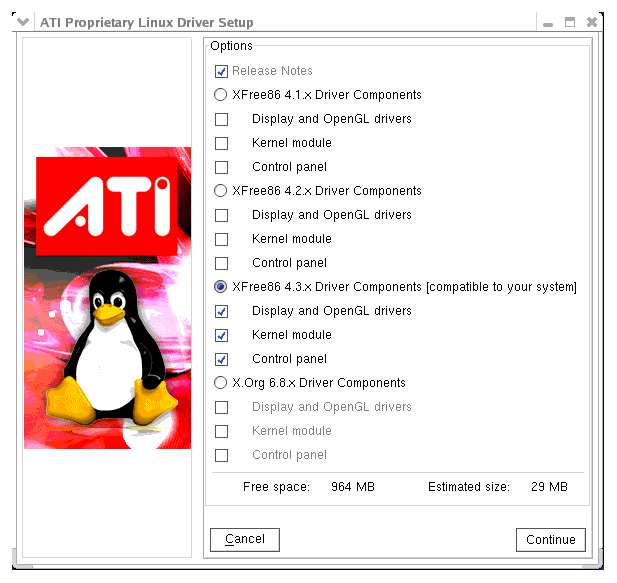 ATI Proprietary Linux Driver Setup
ATI
Options
Release Notes
XFree86 4.1.x Driver Components
Display and OpenGL drivers
Kernel module
Control panel
XFree86 4.2.x Driver Components
Display and OpenGL drivers
Kernel module
Control panel
XFree86 4.3.x Driver Components [compatible to your system]
Display and OpenGL drivers
Kernel module
Control panel
X.Org 6.8.x Driver Components
Display and OpenGL drivers
Kernel module
Control panel
Free space: 964 MB Estimated size: 29 MB
Cancel Continue